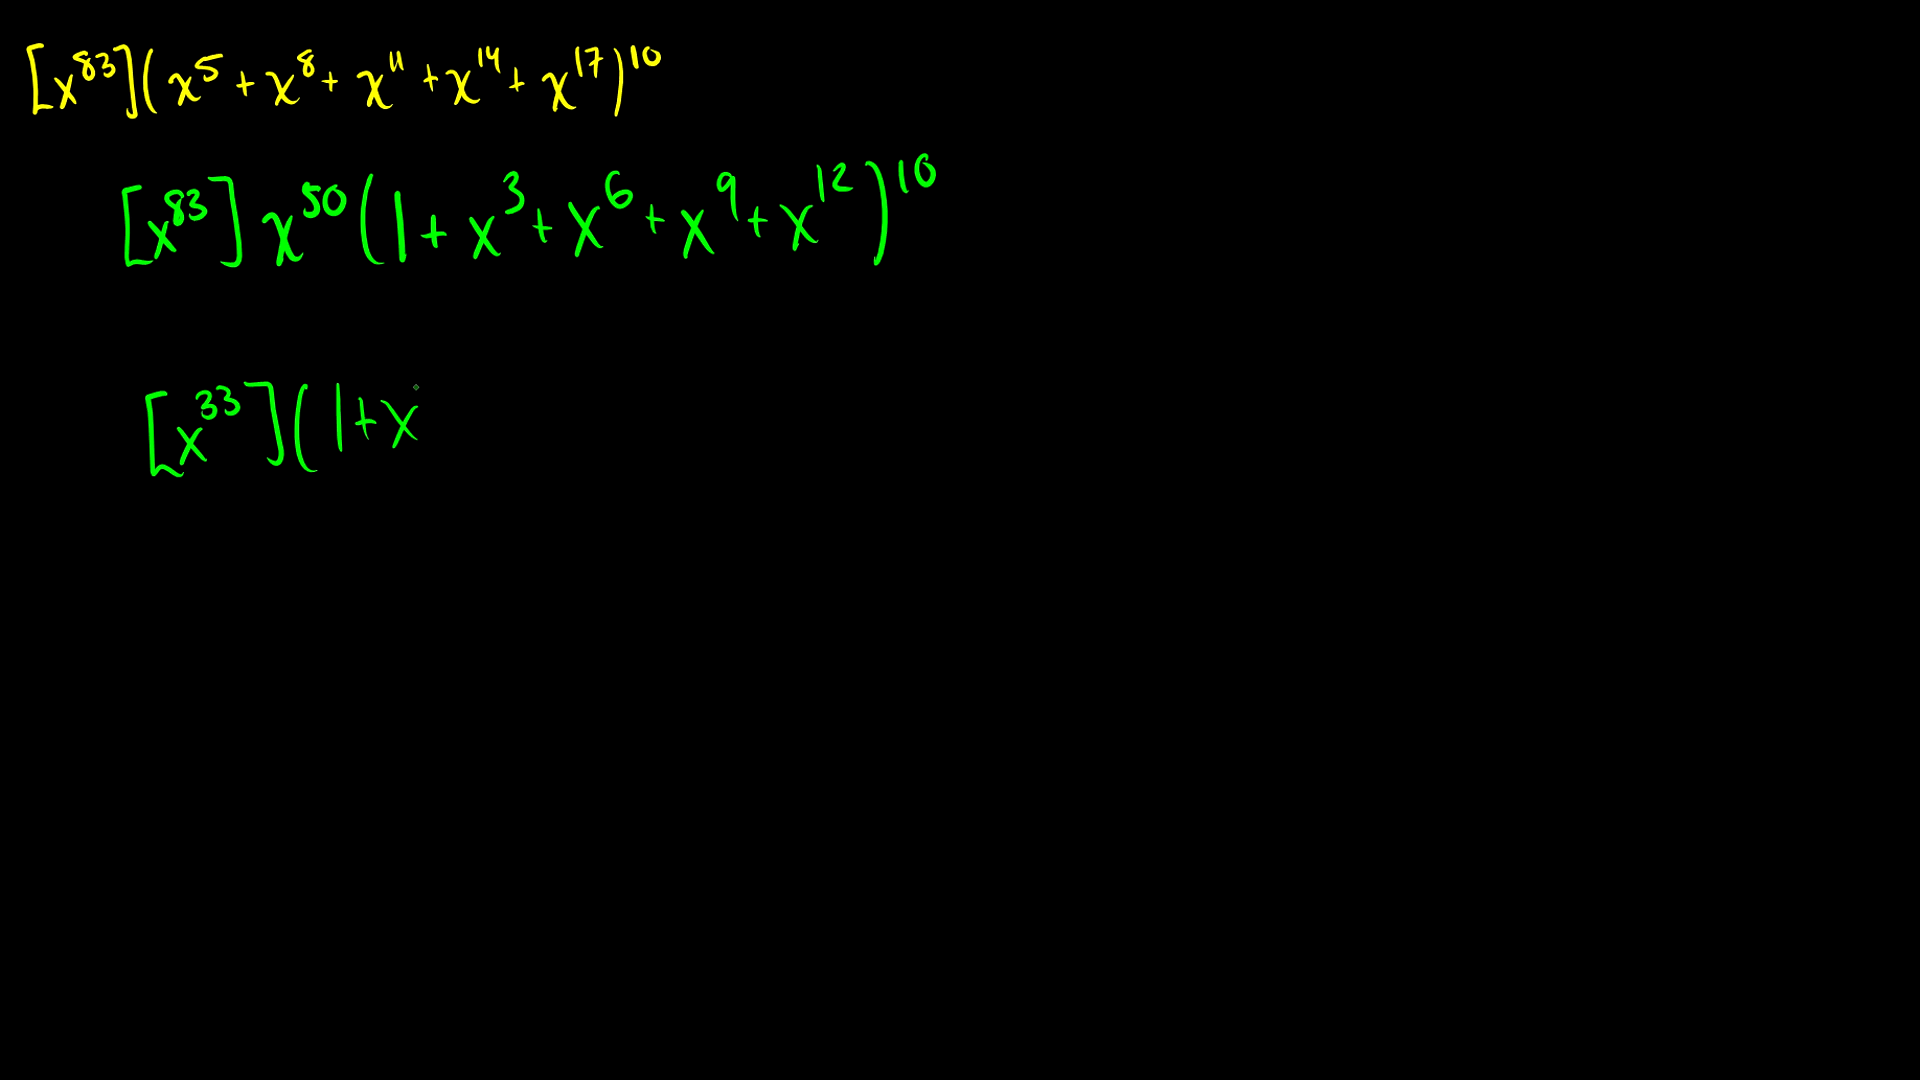 [x^83](x^5 + x^8 + x^11 + x^14 + x^17)^10
[x^83] x^50 (1 + x^3 + x^6 + x^9 + x^12)^10
[x^33](1 + x